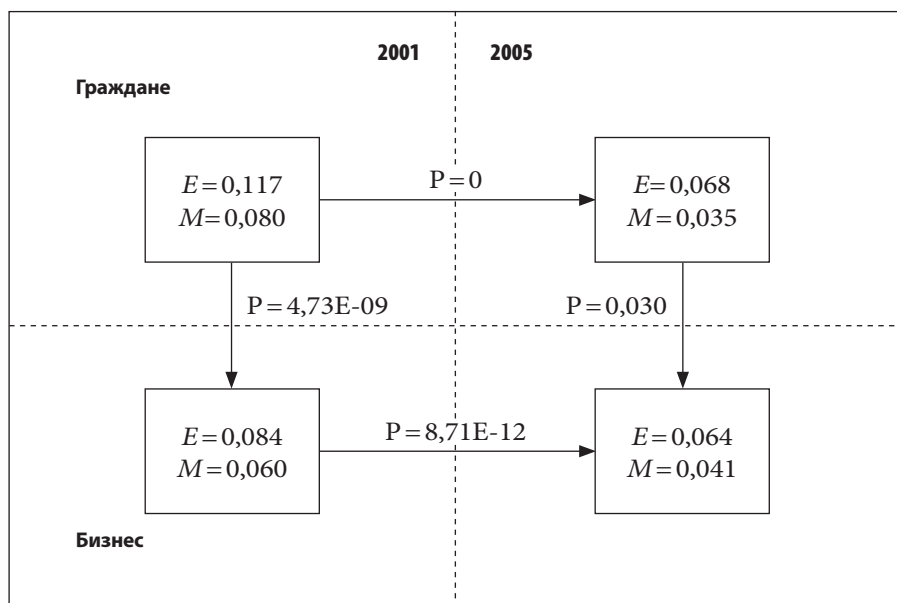 2001 2005
Граждане
E=0,117
M=0,080
P=0
E=0,068
M=0,035
P=4,73E-09
P=0,030
E=0,084
M=0,060
P=8,71E-12
E=0,064
M=0,041
Бизнес